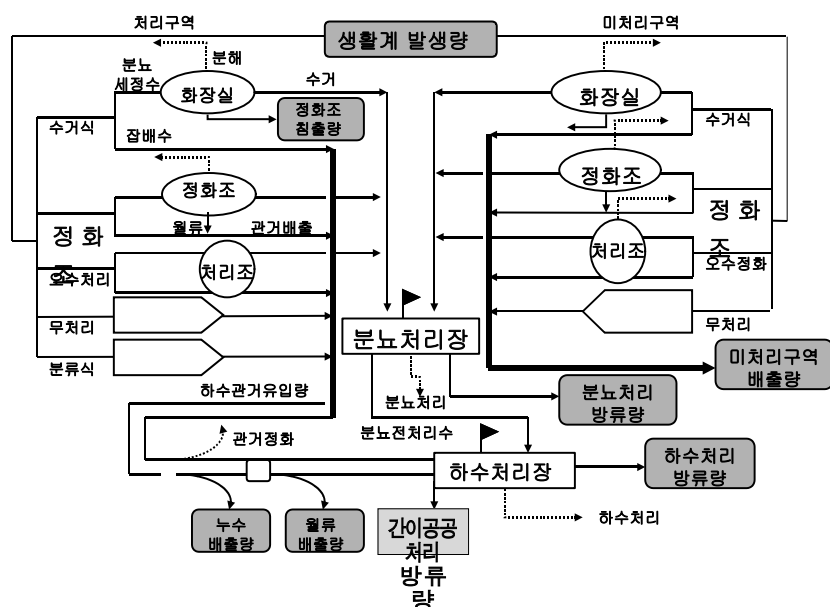 처리구역
생활계 발생량
미처리구역
분뇨
세정수
분해
수거
화장실
정화조
침출량
화장실
수거식
잡배수
수거식
정화조
정화조
월류
관거배출
정 화
조
정 화
조
처리조
처리조
오수처리
오수정화
무처리
무처리
분류식
분뇨처리장
미처리구역
배출량
하수관거유입량
분뇨처리
분뇨처리
방류량
관거정화
분뇨전처리수
하수처리장
하수처리
방류량
누수
배출량
월류
배출량
간이공공
처리
방류
량
하수처리